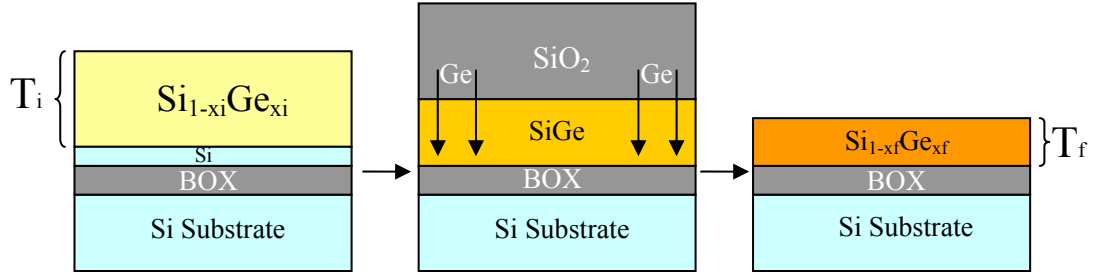 Tᵢ
Si₁₋ₓᵢGeₓᵢ
Si
BOX
Si Substrate
SiO₂
Ge
Ge
SiGe
BOX
Si Substrate
Si₁₋xfGexf
T_f
BOX
Si Substrate